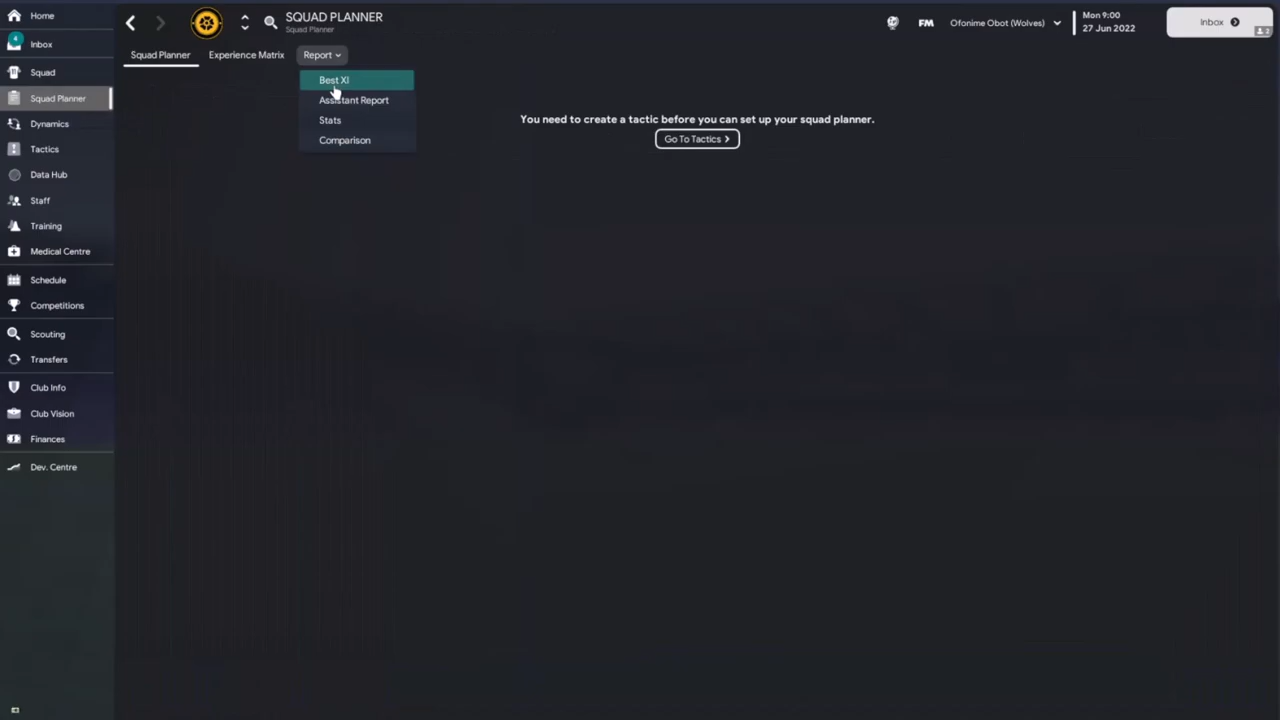 Home
Inbox
4
Squad
Squad Planner
Dynamics
Tactics
Data Hub
Staff
Training
Medical Centre
Schedule
Competitions
Scouting
Transfers
Club Info
Club Vision
Finances
Dev. Centre
SQUAD PLANNER
Squad Planner
FM
Ofonime Obot (Wolves)
Mon 9:00
27 Jun 2022
Inbox
2
Squad Planner
Experience Matrix
Report
Best XI
Assistant Report
Stats
Comparison
You need to create a tactic before you can set up your squad planner.
Go To Tactics